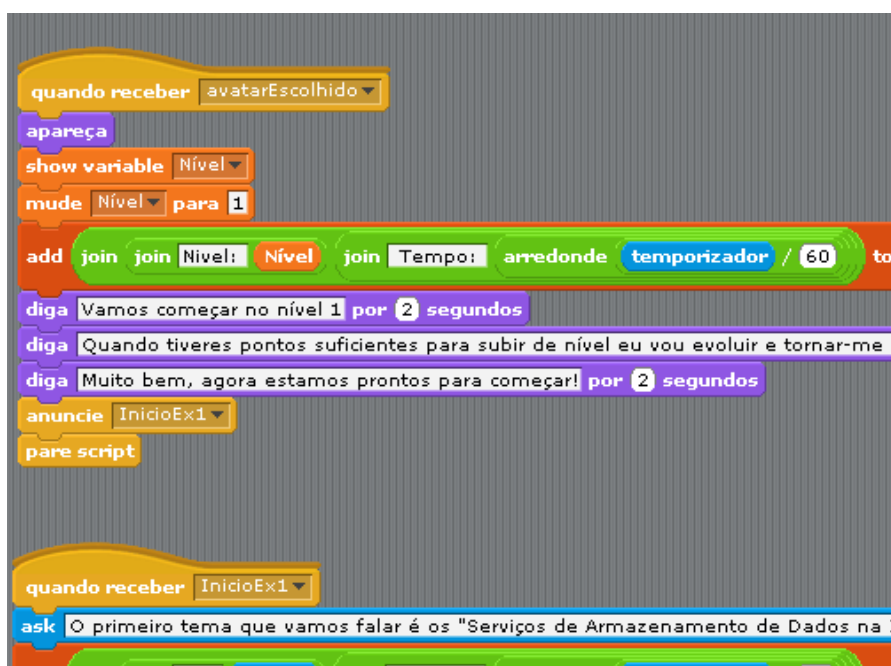 quando receber avatarEscolhido
apareça
show variable Nível
mude Nível para 1
add join join Nivel: Nível join Tempo: arredonde temporizador / 60 to
diga Vamos começar no nível 1 por 2 segundos
diga Quando tiveres pontos suficientes para subir de nível eu vou evoluir e tornar-me
diga Muito bem, agora estamos prontos para começar! por 2 segundos
anuncie InicioEx1
pare script
quando receber InicioEx1
ask O primeiro tema que vamos falar é os "Serviços de Armazenamento de Dados na